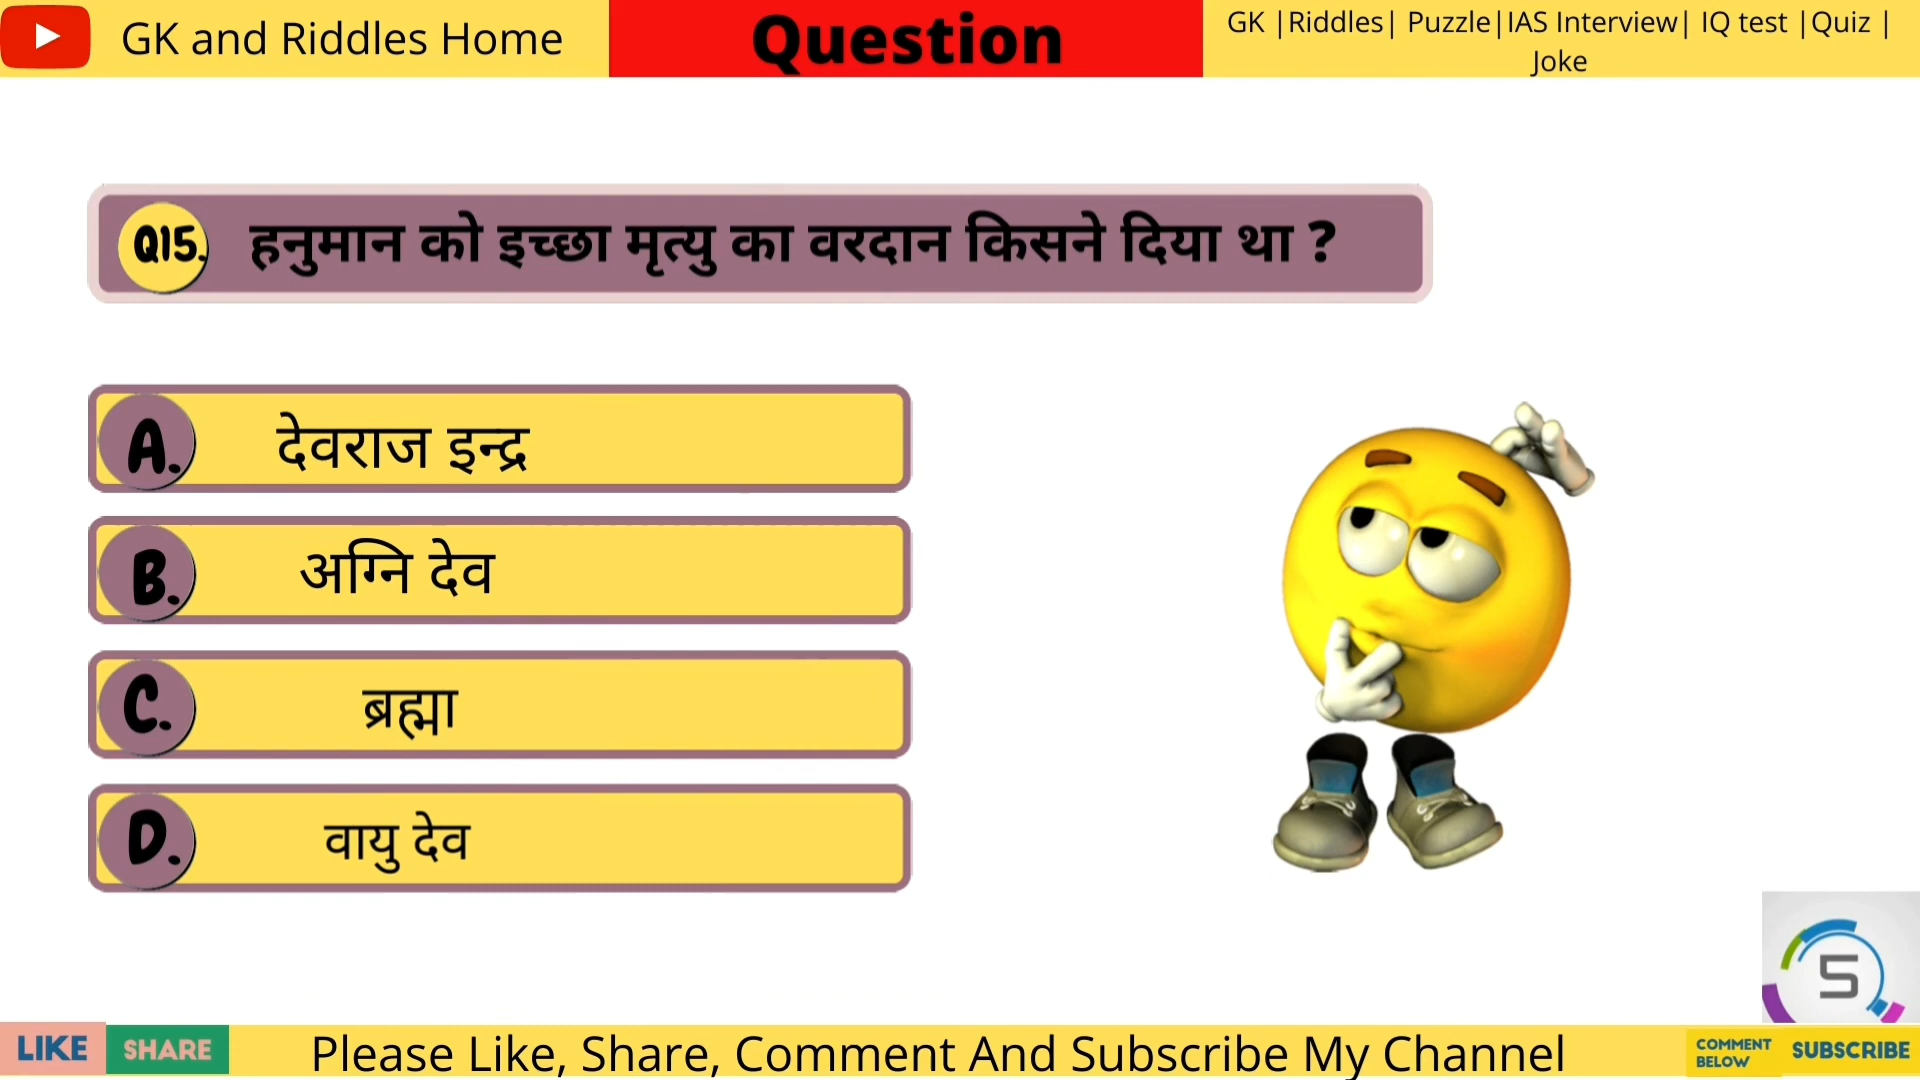 GK and Riddles Home
Question
GK |Riddles| Puzzle|IAS Interview| IQ test |Quiz |
Joke
Q15. हनुमान को इच्छा मृत्यु का वरदान किसने दिया था ?
A. देवराज इन्द्र
B. अग्नि देव
C. ब्रह्मा
D. वायु देव
5
LIKE SHARE Please Like, Share, Comment And Subscribe My Channel COMMENT BELOW SUBSCRIBE